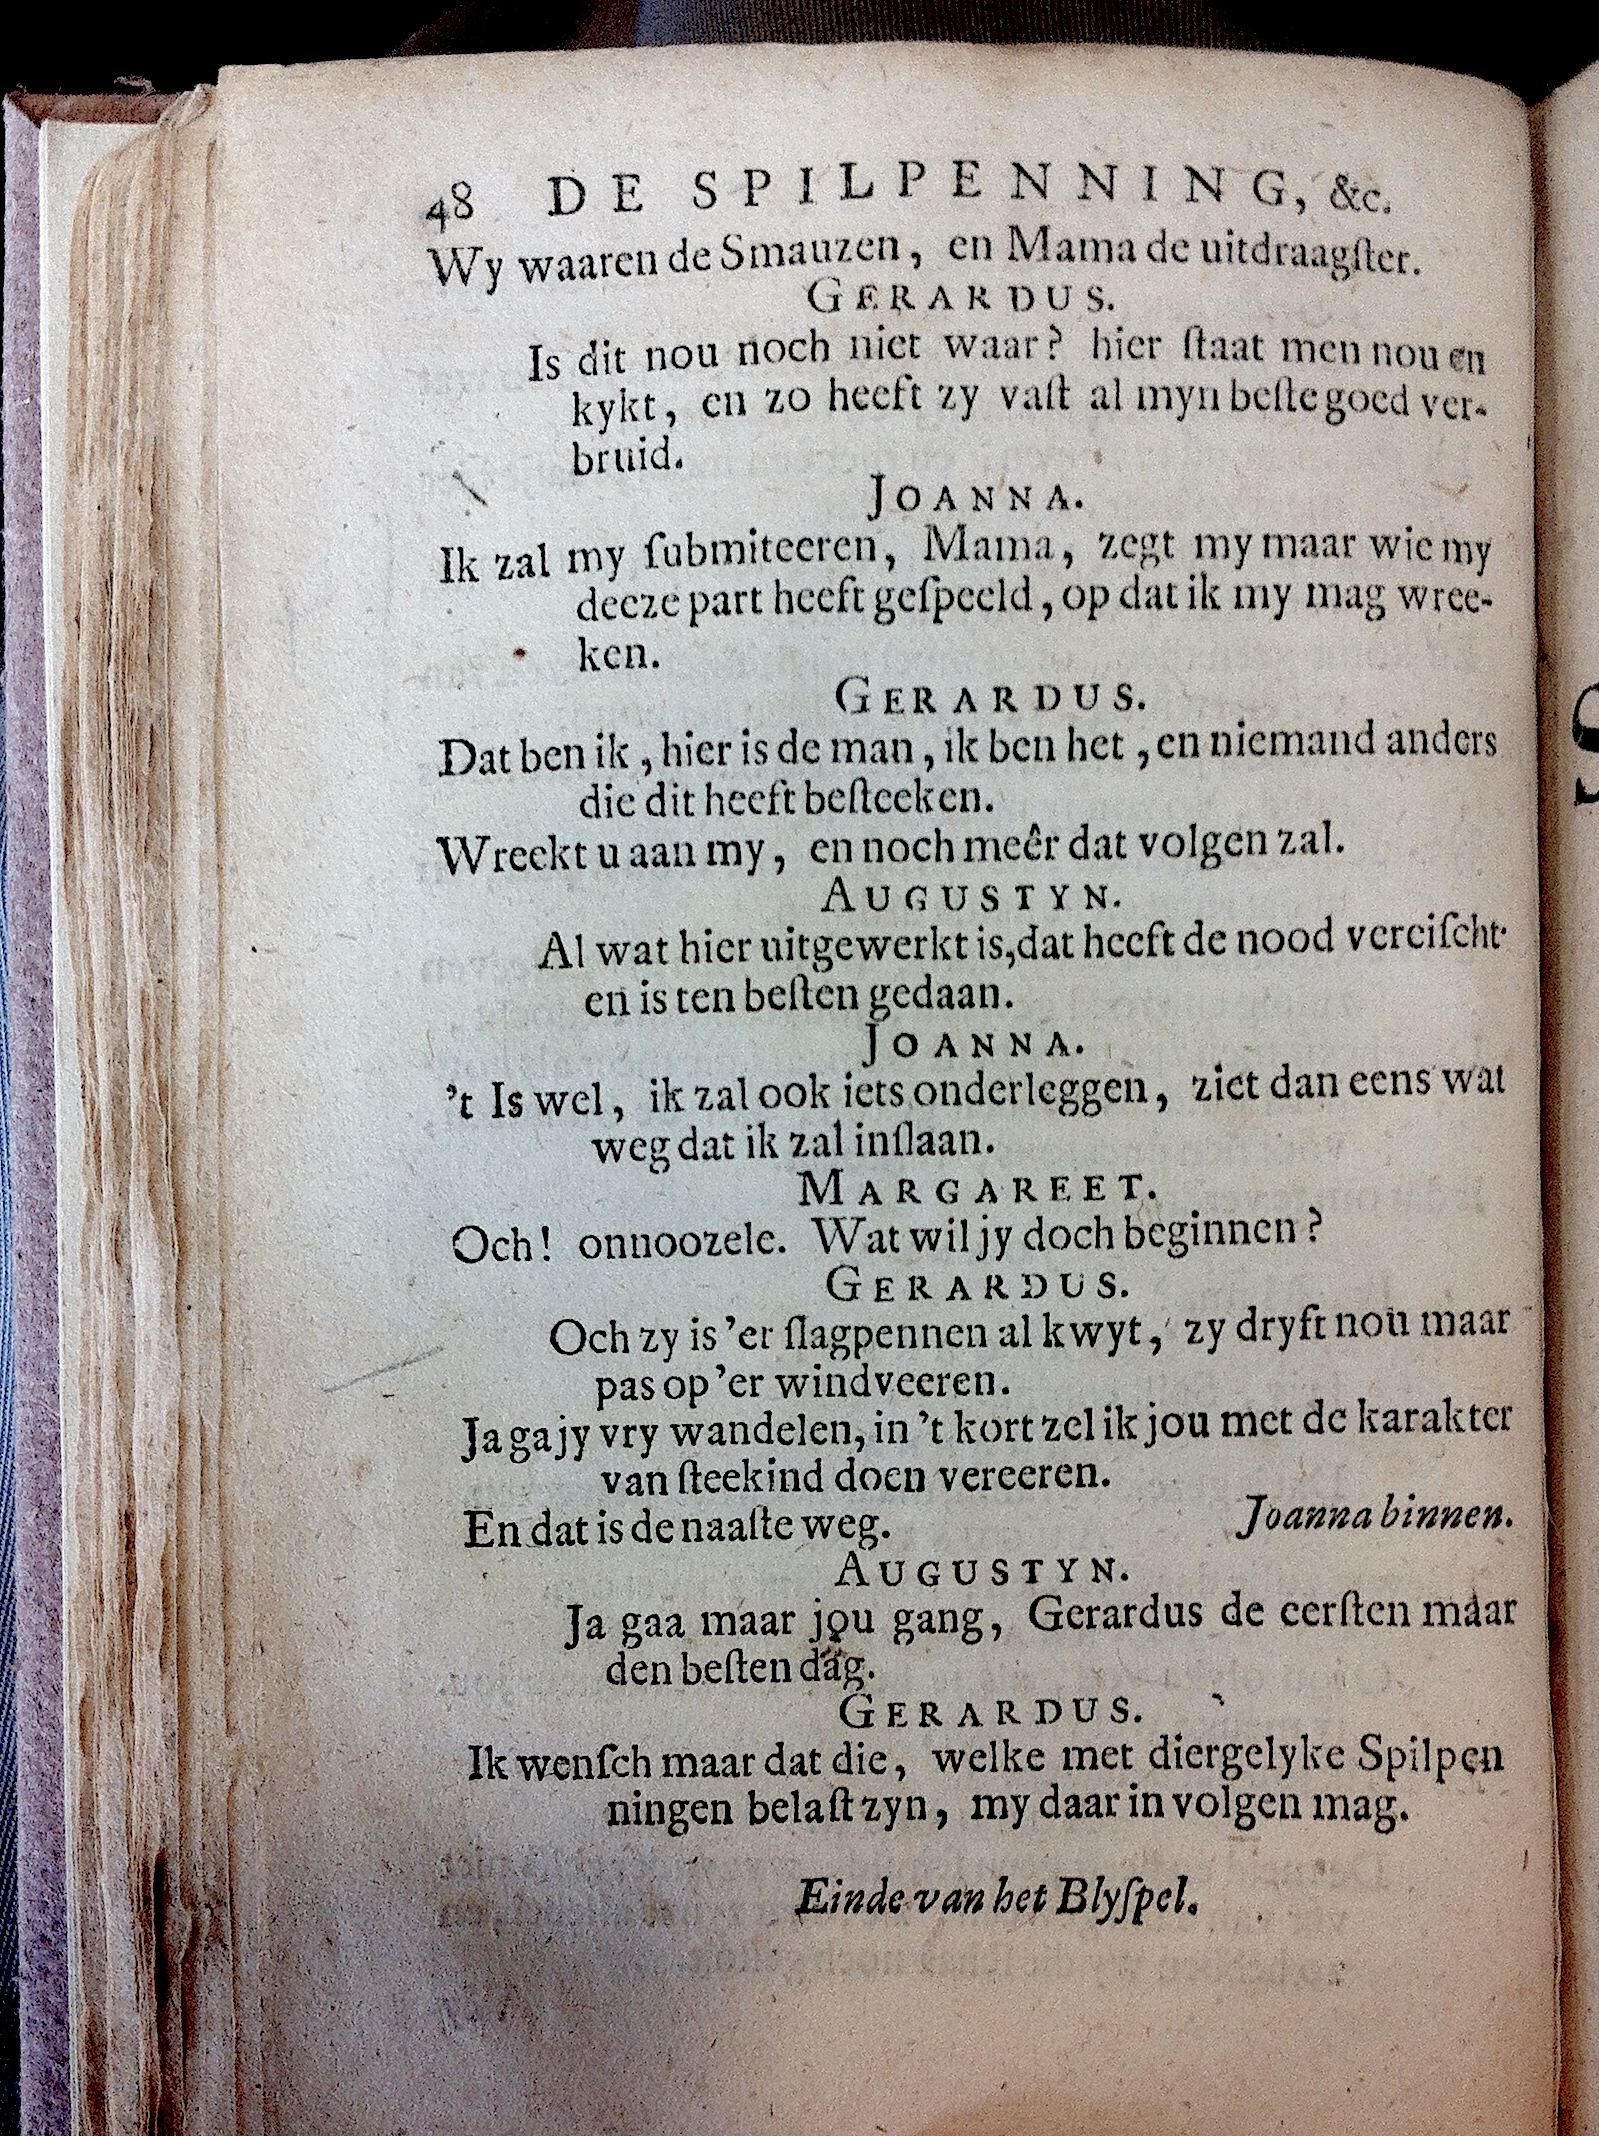 48 DE SPILPENNING, &c.
Wy waaren de Smauzen, en Mama de uitdraagſter.
GERARDUS.
Is dit nou noch niet waar? hier ſtaat men nou en
kykt, en zo heeft zy vaſt al myn beſte goed ver-
bruid.
JOANNA.
Ik zal my ſubmiteeren, Mama, zegt my maar wie my
deeze part heeft geſpeeld, op dat ik my mag wree-
ken.
GERARDUS.
Dat ben ik, hier is de man, ik ben het, en niemand anders
die dit heeft beſteeken.
Wreekt u aan my, en noch meêr dat volgen zal.
AUGUSTYN.
Al wat hier uitgewerkt is, dat heeft de nood vereiſcht
en is ten beſten gedaan.
JOANNA.
't Is wel, ik zal ook iets onderleggen, ziet dan eens wat
weg dat ik zal inſlaan.
MARGAREET.
Och! onnoozele. Wat wil jy doch beginnen?
GERARDUS.
Och zy is 'er ſlagpennen al kwyt, zy dryft nou maar
pas op 'er windveeren.
Ja ga jy vry wandelen, in 't kort zel ik jou met de karakter
van ſteekind doen vereeren.
En dat is de naaſte weg. Joanna binnen.
AUGUSTYN.
Ja gaa maar jou gang, Gerardus de eerſten maar
den beſten dag.
GERARDUS.
Ik wenſch maar dat die, welke met diergelyke Spilpen
ningen belaſt zyn, my daar in volgen mag.
Einde van het Blyſpel.